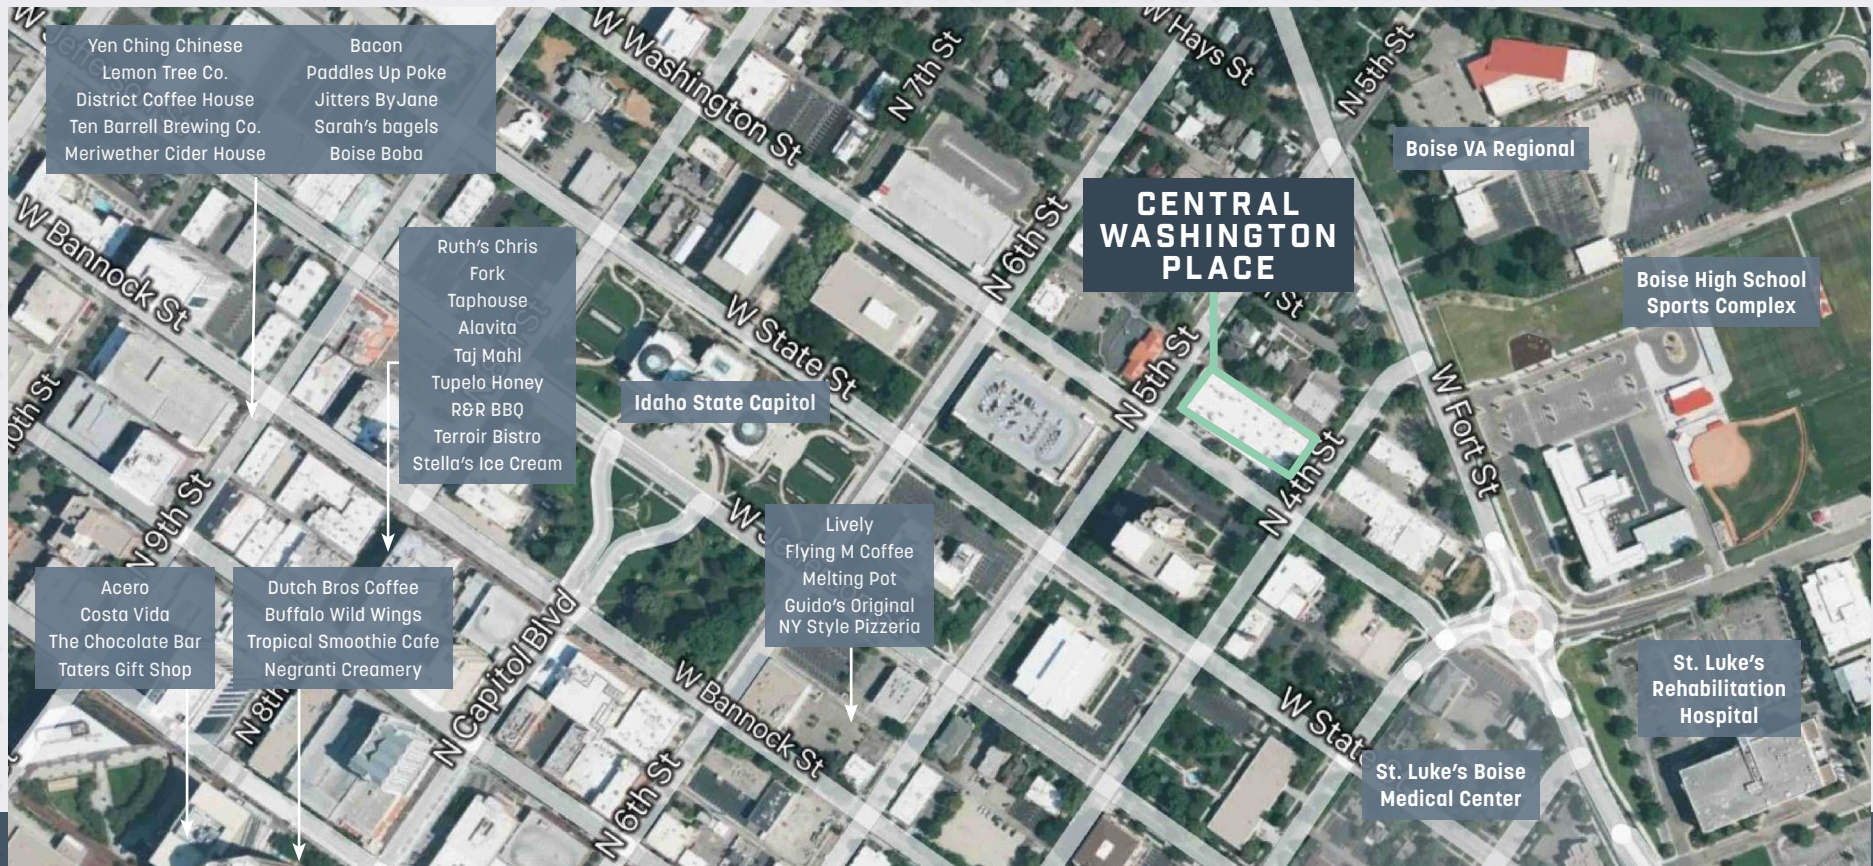 W Washington St
N 7th St
W Hays St
N 5th St
Yen Ching Chinese
Lemon Tree Co.
District Coffee House
Ten Barrell Brewing Co.
Meriwether Cider House
Bacon
Paddles Up Poke
Jitters ByJane
Sarah's bagels
Boise Boba
Boise VA Regional
CENTRAL
WASHINGTON
PLACE
W Bannock St
N 6th St
Ruth's Chris
Fork
Taphouse
Alavita
Taj Mahl
Tupelo Honey
R&R BBQ
Terroir Bistro
Stella's Ice Cream
Boise High School
Sports Complex
W State St
Idaho State Capitol
N 5th St
W Fort St
10th St
N 4th St
N 9th St
Lively
Flying M Coffee
Melting Pot
Guido's Original
NY Style Pizzeria
Acero
Costa Vida
The Chocolate Bar
Taters Gift Shop
Dutch Bros Coffee
Buffalo Wild Wings
Tropical Smoothie Cafe
Negranti Creamery
N 8th
N Capitol Blvd
W Bannock St
N 6th St
W State
St. Luke's
Rehabilitation
Hospital
St. Luke's Boise
Medical Center